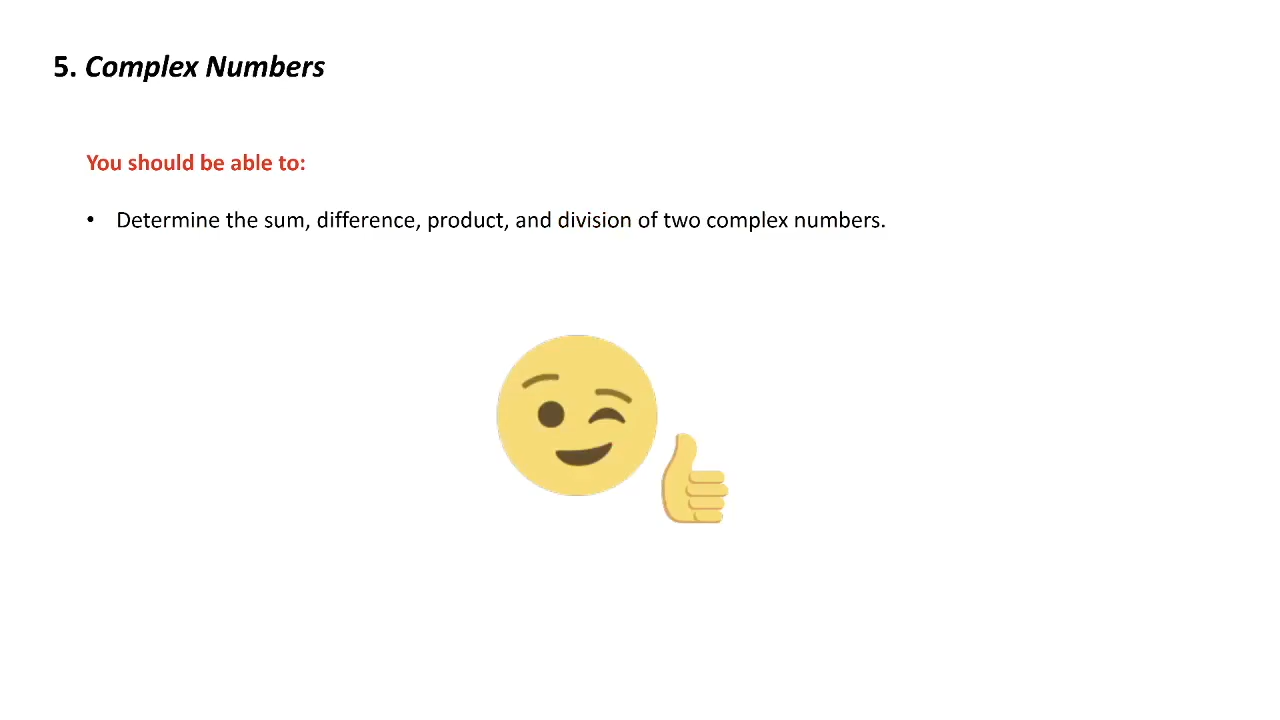 5. Complex Numbers
You should be able to:
• Determine the sum, difference, product, and division of two complex numbers.